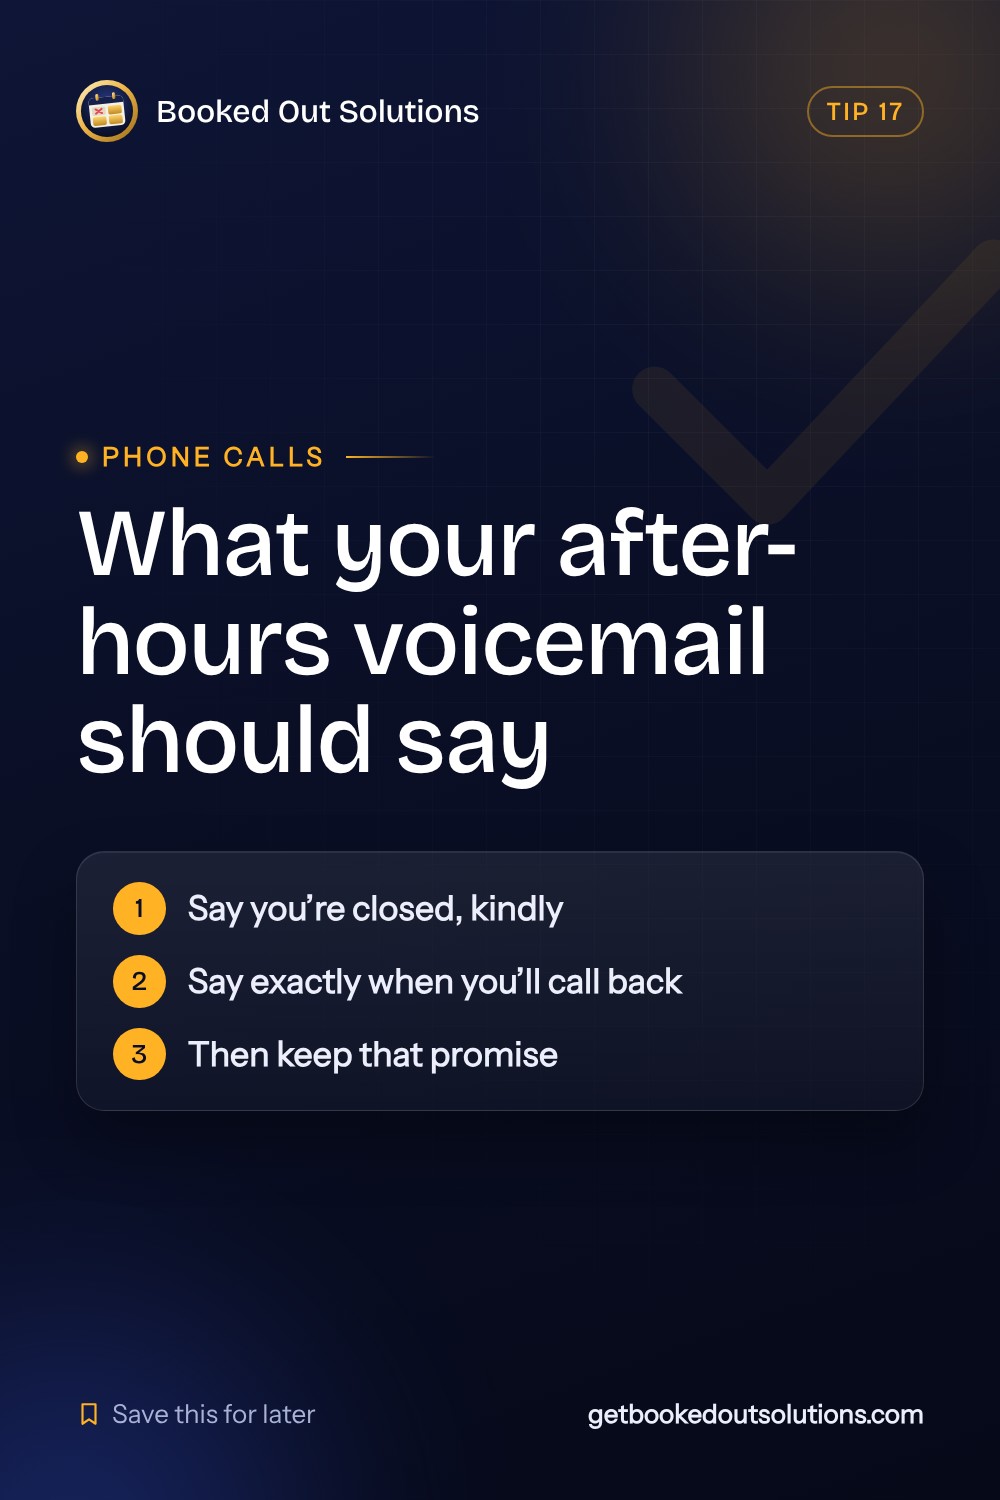 Booked Out Solutions
TIP 17
PHONE CALLS
What your after-
hours voicemail
should say
1 Say you’re closed, kindly
2 Say exactly when you’ll call back
3 Then keep that promise
Save this for later
getbookedoutsolutions.com